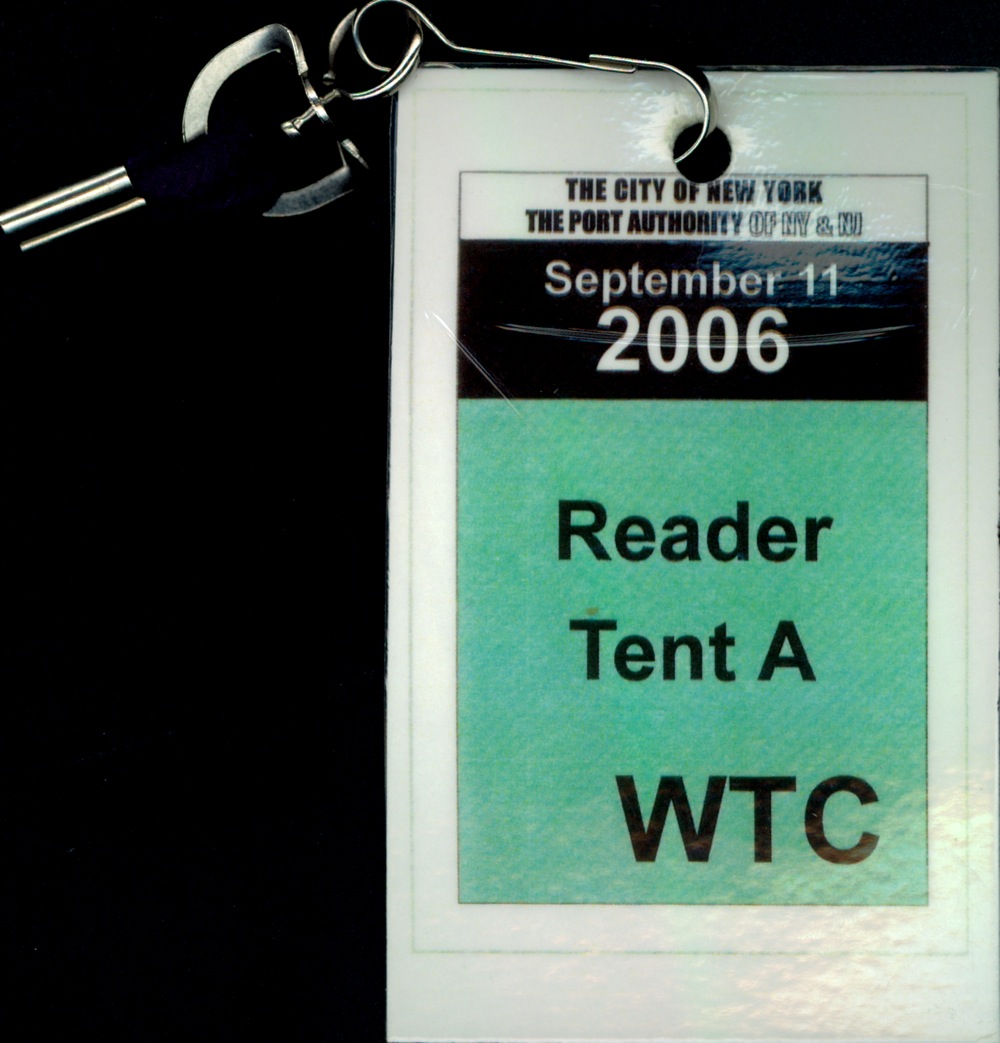 THE CITY OF NEW YORK
THE PORT AUTHORITY OF NY & NJ
September 11
2006
Reader
Tent A
WTC